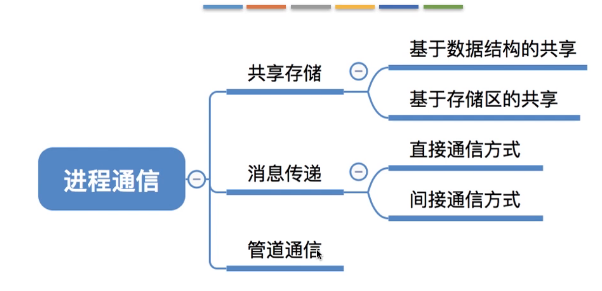 进程通信
共享存储
基于数据结构的共享
基于存储区的共享
消息传递
直接通信方式
间接通信方式
管道通信